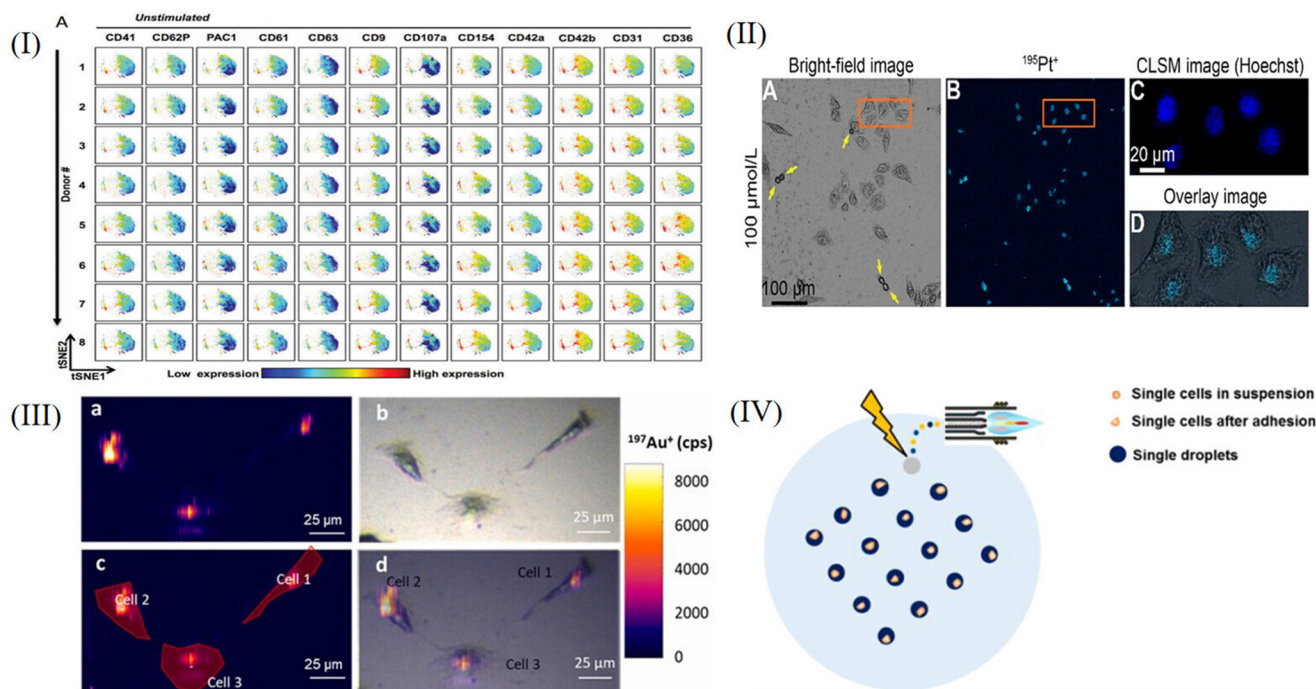 (I)
A
Unstimulated
CD41 CD62P PAC1 CD61 CD63 CD9 CD107a CD154 CD42a CD42b CD31 CD36
Donor #
1
2
3
4
5
6
7
8
tSNE2
tSNE1
Low expression
High expression
(II)
Bright-field image
¹⁹⁵Pt⁺
CLSM image (Hoechst)
A
B
C
100 µmol/L
20 µm
Overlay image
D
100 µm
(III)
a
b
¹⁹⁷Au⁺ (cps)
8000
6000
4000
2000
0
25 µm
25 µm
c
d
Cell 1
Cell 2
Cell 3
25 µm
Cell 1
Cell 2
Cell 3
25 µm
(IV)
Single cells in suspension
Single cells after adhesion
Single droplets